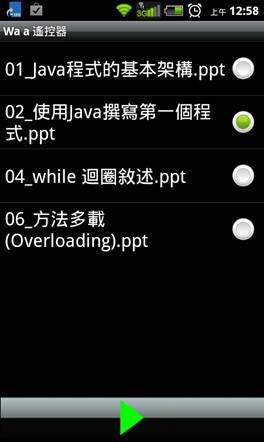 3G
上午 12:58
Wa a 遙控器
01_Java程式的基本架構.ppt
02_使用Java撰寫第一個程
式.ppt
04_while 迴圈敘述.ppt
06_方法多載
(Overloading).ppt